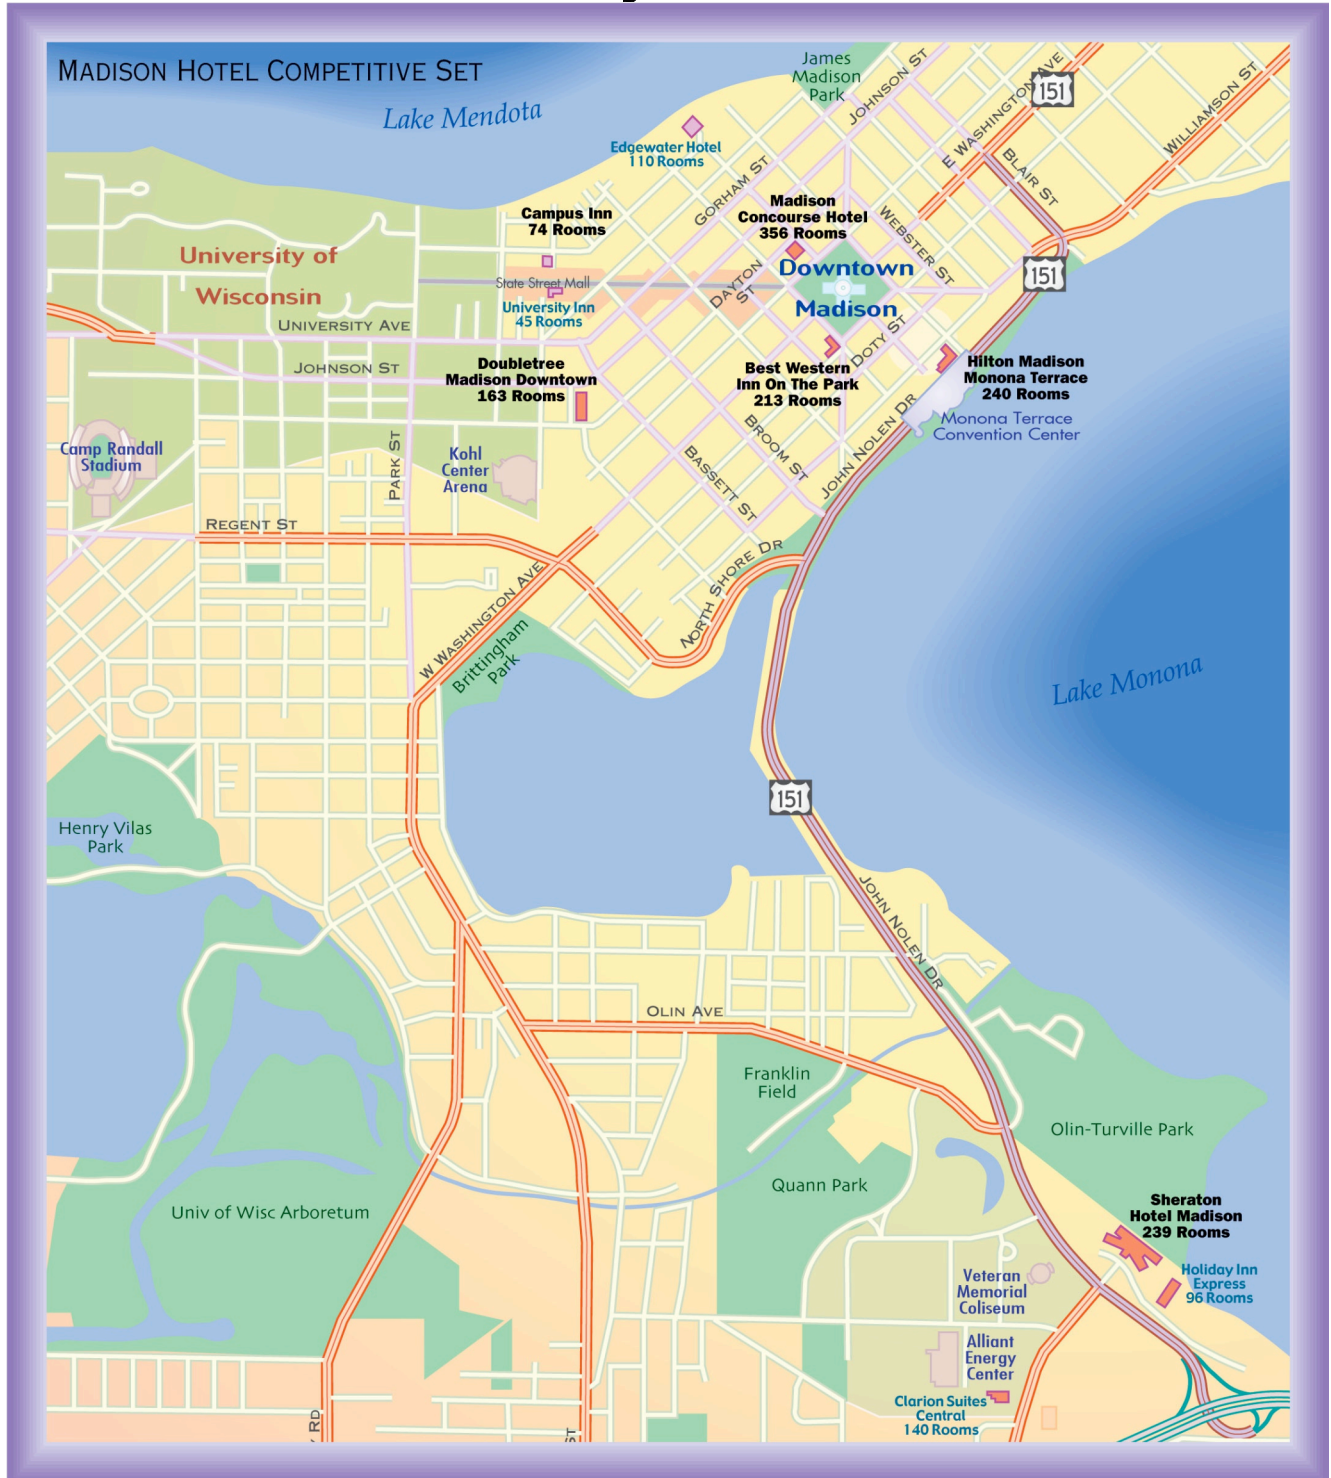 MADISON HOTEL COMPETITIVE SET
Lake Mendota
James
Madison
Park
JOHNSON ST
E WASHINGTON AVE
151
WILLIAMSON ST
Edgewater Hotel
110 Rooms
GORHAM ST
BLAIR ST
Campus Inn
74 Rooms
Madison
Concourse Hotel
356 Rooms
WEBSTER ST
University of
Wisconsin
State Street Mall
University Inn
45 Rooms
DAYTON
ST
Downtown
Madison
151
UNIVERSITY AVE
JOHNSON ST
Doubletree
Madison Downtown
163 Rooms
Best Western
Inn On The Park
213 Rooms
DOTY ST
Hilton Madison
Monona Terrace
240 Rooms
Monona Terrace
Convention Center
Camp Randall
Stadium
PARK ST
Kohl
Center
Arena
BROOM ST
BASSETT ST
JOHN NOLEN DR
REGENT ST
W WASHINGTON AVE
NORTH SHORE DR
Brittingham
Park
Lake Monona
151
Henry Vilas
Park
JOHN NOLEN DR
OLIN AVE
Franklin
Field
Olin-Turville Park
Quann Park
Univ of Wisc Arboretum
Sheraton
Hotel Madison
239 Rooms
Holiday Inn
Express
96 Rooms
Veteran
Memorial
Coliseum
Alliant
Energy
Center
Clarion Suites
Central
140 Rooms
RD
ST